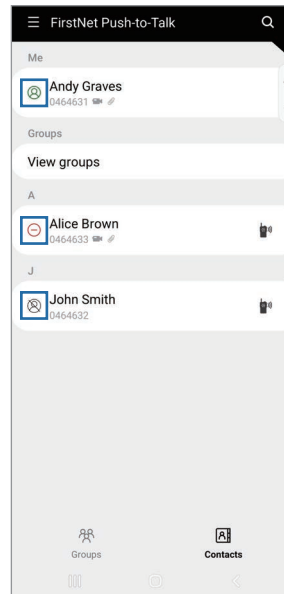 FirstNet Push-to-Talk
Me
Andy Graves
0464631
Groups
View groups
A
Alice Brown
0464633
J
John Smith
0464632
Groups
Contacts